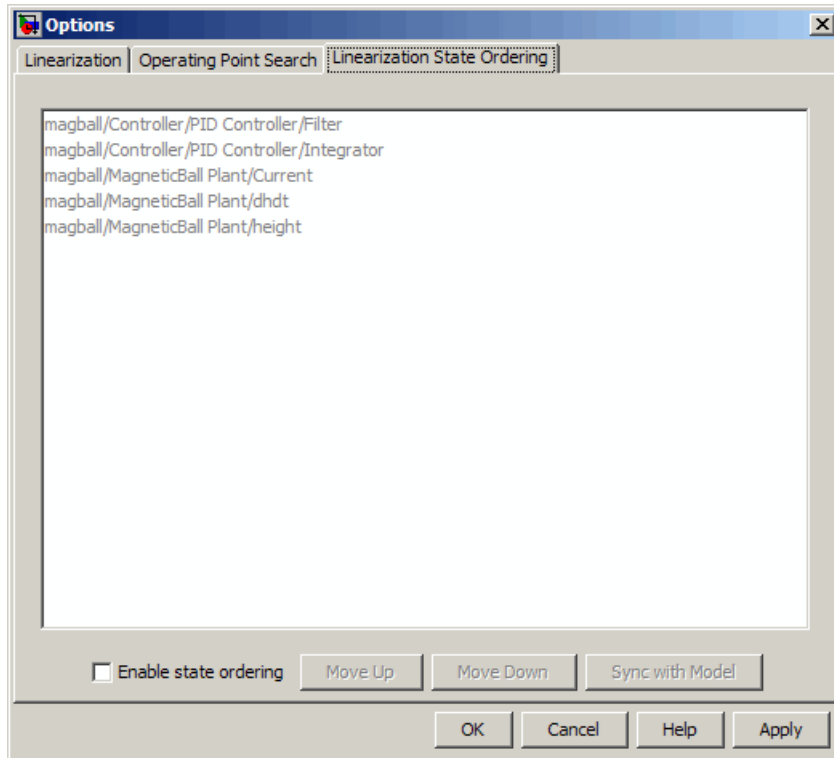 Options
Linearization Operating Point Search Linearization State Ordering
magball/Controller/PID Controller/Filter
magball/Controller/PID Controller/Integrator
magball/MagneticBall Plant/Current
magball/MagneticBall Plant/dhdt
magball/MagneticBall Plant/height
Enable state ordering Move Up Move Down Sync with Model
OK Cancel Help Apply